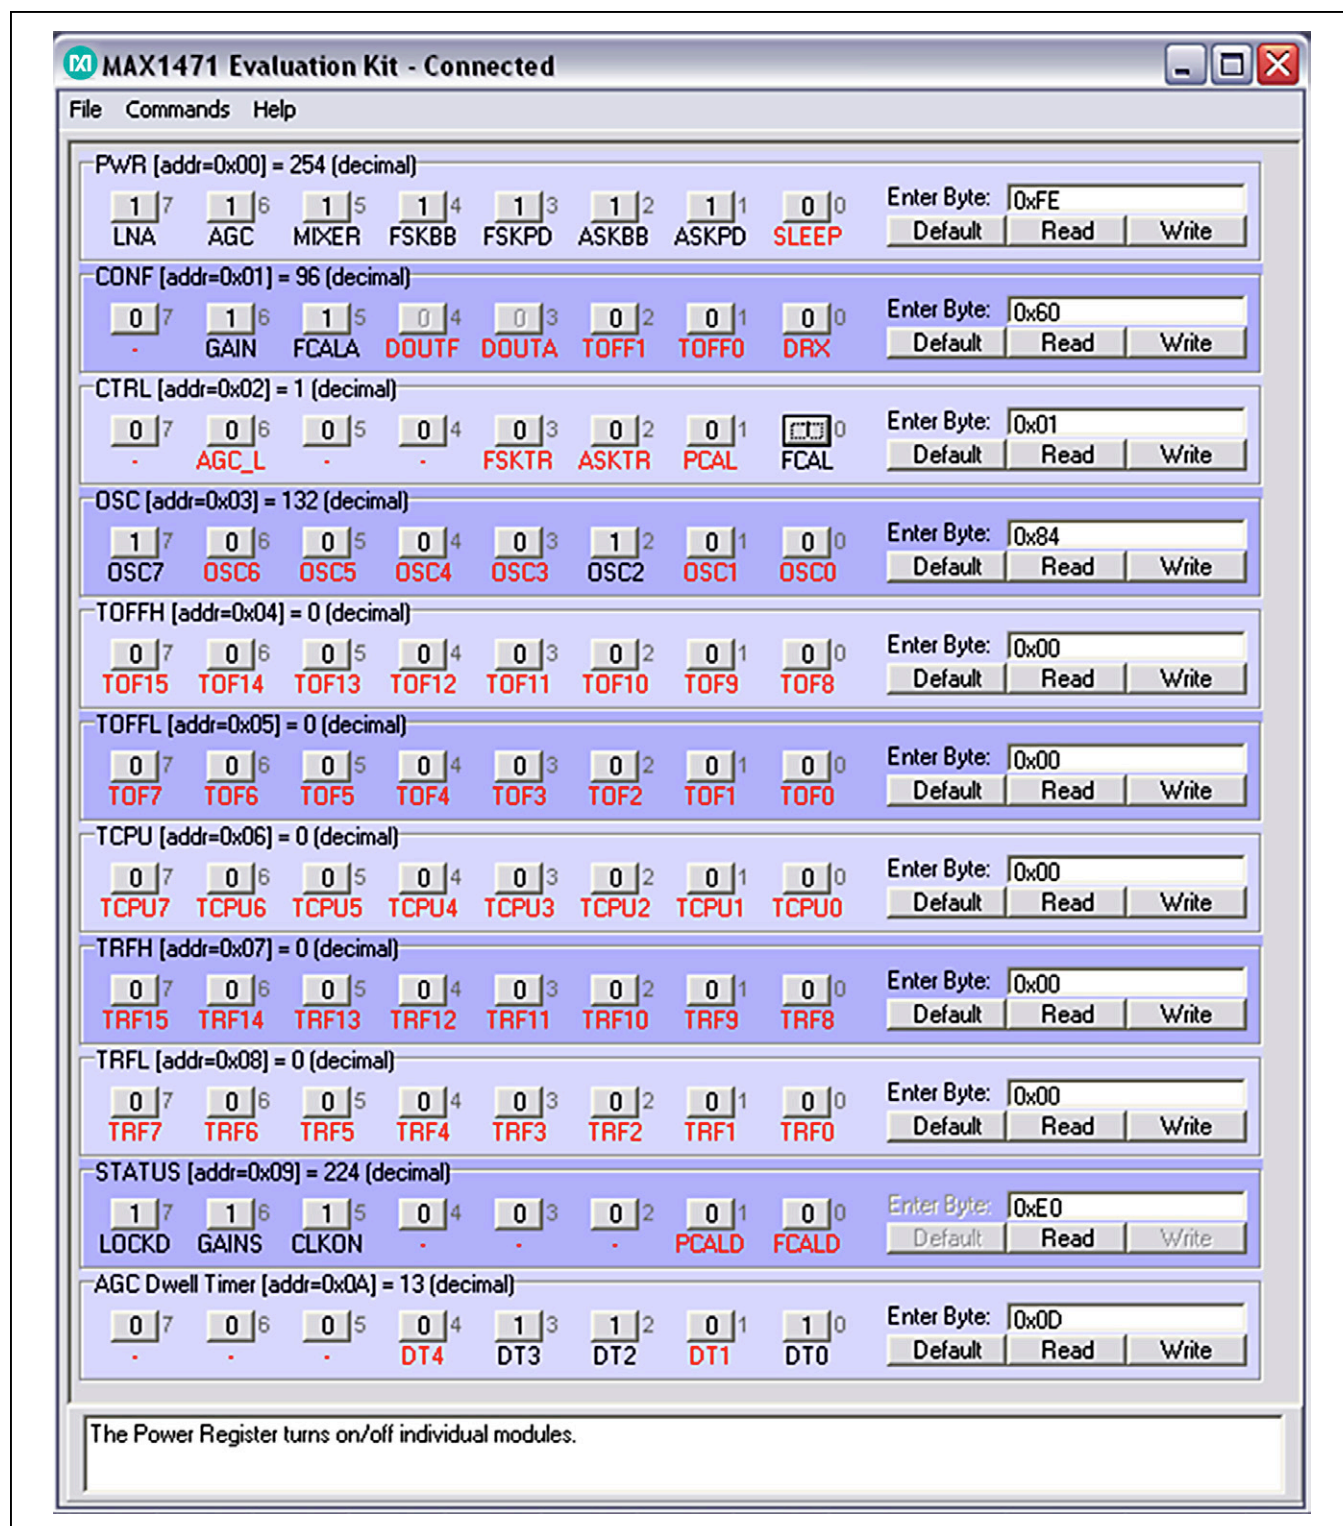 MAX1471 Evaluation Kit - Connected
File Commands Help
PWR [addr=0x00] = 254 (decimal)
1 7 1 6 1 5 1 4 1 3 1 2 1 1 0 0 Enter Byte: 0xFE
LNA AGC MIXER FSKBB FSKPD ASKBB ASKPD SLEEP Default Read Write
CONF [addr=0x01] = 96 (decimal)
0 7 1 6 1 5 0 4 0 3 0 2 0 1 0 0 Enter Byte: 0x60
- GAIN FCALA DOUTF DOUTA TOFF1 TOFF0 DRX Default Read Write
CTRL [addr=0x02] = 1 (decimal)
0 7 0 6 0 5 0 4 0 3 0 2 0 1 1 0 Enter Byte: 0x01
- AGC_L - - FSKTR ASKTR PCAL FCAL Default Read Write
OSC [addr=0x03] = 132 (decimal)
1 7 0 6 0 5 0 4 0 3 1 2 0 1 0 0 Enter Byte: 0x84
OSC7 OSC6 OSC5 OSC4 OSC3 OSC2 OSC1 OSC0 Default Read Write
TOFFH [addr=0x04] = 0 (decimal)
0 7 0 6 0 5 0 4 0 3 0 2 0 1 0 0 Enter Byte: 0x00
TOF15 TOF14 TOF13 TOF12 TOF11 TOF10 TOF9 TOF8 Default Read Write
TOFFL [addr=0x05] = 0 (decimal)
0 7 0 6 0 5 0 4 0 3 0 2 0 1 0 0 Enter Byte: 0x00
TOF7 TOF6 TOF5 TOF4 TOF3 TOF2 TOF1 TOF0 Default Read Write
TCPU [addr=0x06] = 0 (decimal)
0 7 0 6 0 5 0 4 0 3 0 2 0 1 0 0 Enter Byte: 0x00
TCPU7 TCPU6 TCPU5 TCPU4 TCPU3 TCPU2 TCPU1 TCPU0 Default Read Write
TRFH [addr=0x07] = 0 (decimal)
0 7 0 6 0 5 0 4 0 3 0 2 0 1 0 0 Enter Byte: 0x00
TRF15 TRF14 TRF13 TRF12 TRF11 TRF10 TRF9 TRF8 Default Read Write
TRFL [addr=0x08] = 0 (decimal)
0 7 0 6 0 5 0 4 0 3 0 2 0 1 0 0 Enter Byte: 0x00
TRF7 TRF6 TRF5 TRF4 TRF3 TRF2 TRF1 TRF0 Default Read Write
STATUS [addr=0x09] = 224 (decimal)
1 7 1 6 1 5 0 4 0 3 0 2 0 1 0 0 Enter Byte: 0xE0
LOCKD GAINS CLKON - - - PCALD FCALD Default Read Write
AGC Dwell Timer [addr=0x0A] = 13 (decimal)
0 7 0 6 0 5 0 4 1 3 1 2 0 1 1 0 Enter Byte: 0x0D
- - - DT4 DT3 DT2 DT1 DT0 Default Read Write
The Power Register turns on/off individual modules.